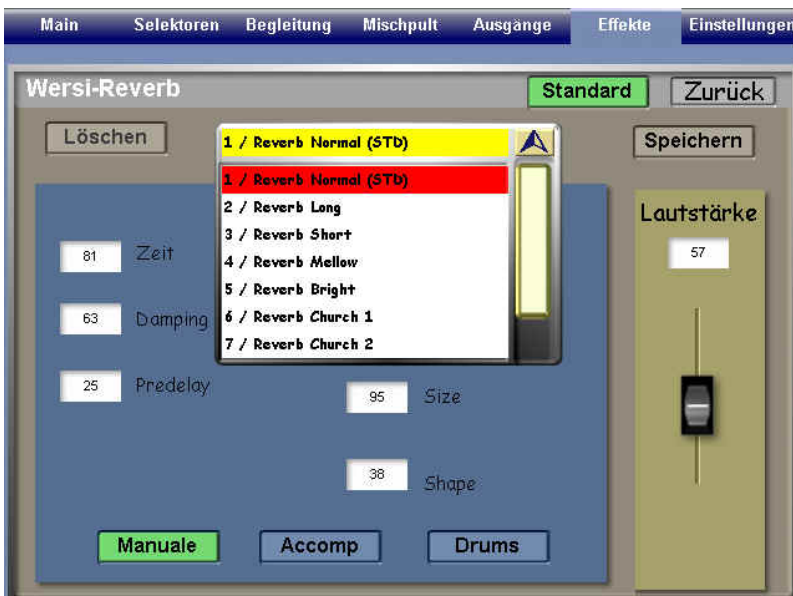 Main Selektoren Begleitung Mischpult Ausgänge Effekte Einstellungen
Wersi-Reverb Standard Zurück
Löschen 1 / Reverb Normal (STD) Speichern
1 / Reverb Normal (STD)
2 / Reverb Long
3 / Reverb Short
4 / Reverb Mellow
5 / Reverb Bright
6 / Reverb Church 1
7 / Reverb Church 2
81 Zeit
63 Damping
25 Predelay
95 Size
38 Shape
Lautstärke
57
Manuale Accomp Drums